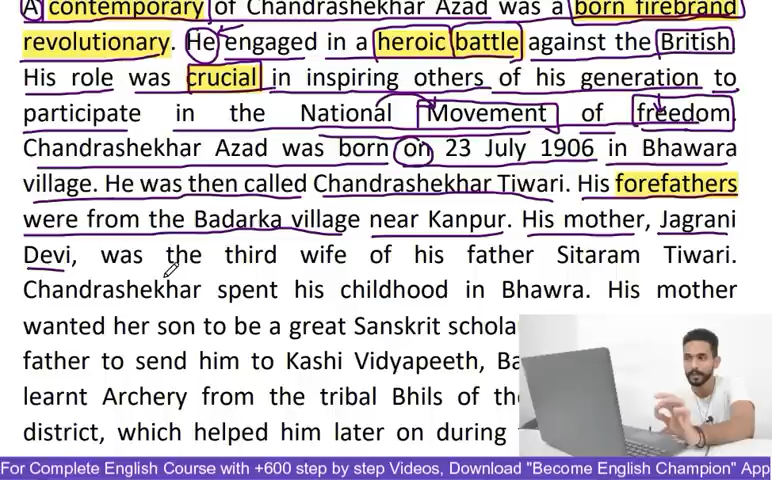 A contemporary of Chandrashekhar Azad was a born firebrand
revolutionary. He engaged in a heroic battle against the British.
His role was crucial in inspiring others of his generation to
participate in the National Movement of freedom.
Chandrashekhar Azad was born on 23 July 1906 in Bhawara
village. He was then called Chandrashekhar Tiwari. His forefathers
were from the Badarka village near Kanpur. His mother, Jagrani
Devi, was the third wife of his father Sitaram Tiwari.
Chandrashekhar spent his childhood in Bhawra. His mother
wanted her son to be a great Sanskrit schola
father to send him to Kashi Vidyapeeth, Ba
learnt Archery from the tribal Bhils of the
district, which helped him later on during
For Complete English Course with +600 step by step Videos, Download "Become English Champion" App